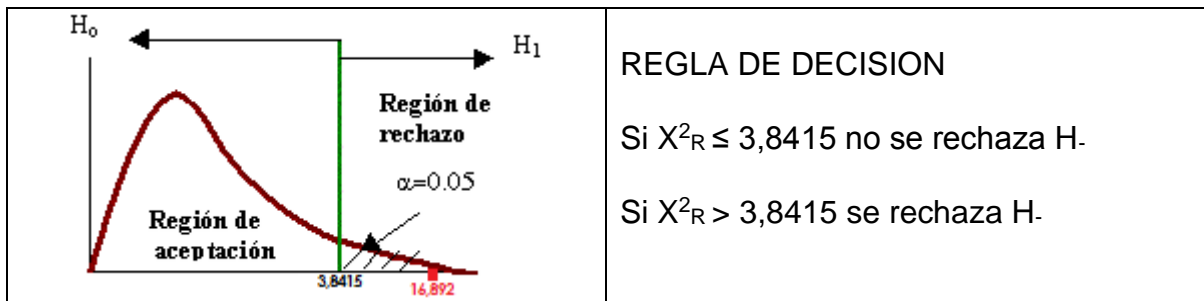 Ho
H1
Región de
rechazo
α=0.05
Región de
aceptación
3,8415
16,892
REGLA DE DECISION
Si X²R ≤ 3,8415 no se rechaza H-
Si X²R > 3,8415 se rechaza H-